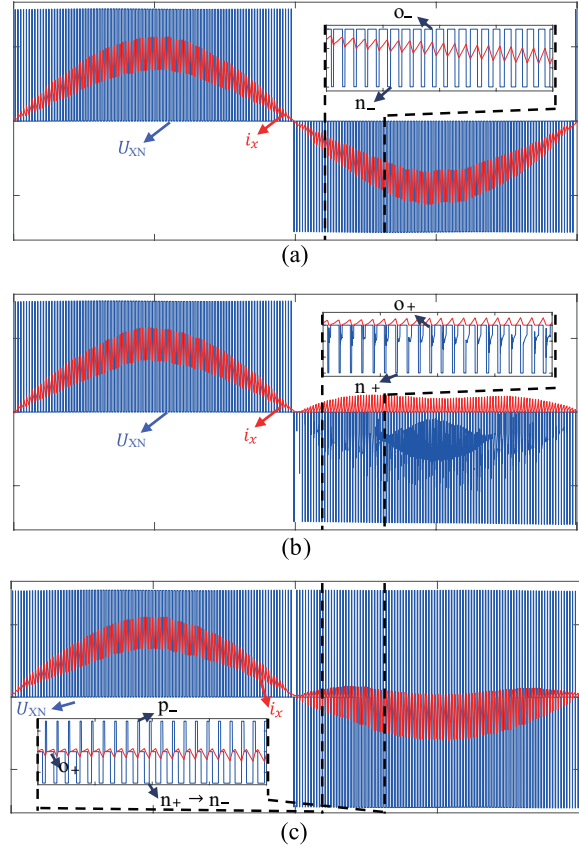 o₋
n₋
U_XN
i_x
(a)
o₊
n₊
U_XN
i_x
(b)
U_XN
p₋
i_x
o₊
n₊ → n₋
(c)